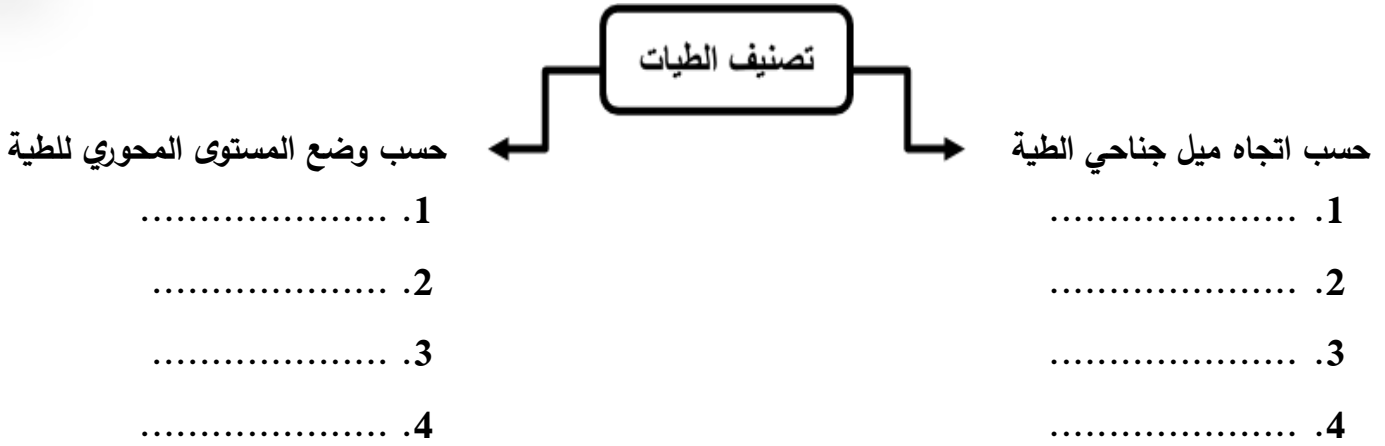 تصنيف الطيات
حسب اتجاه ميل جناحي الطية
1. .....................
2. .....................
3. .....................
4. .....................
حسب وضع المستوى المحوري للطية
1. .....................
2. ....................
3. ....................
4. .....................